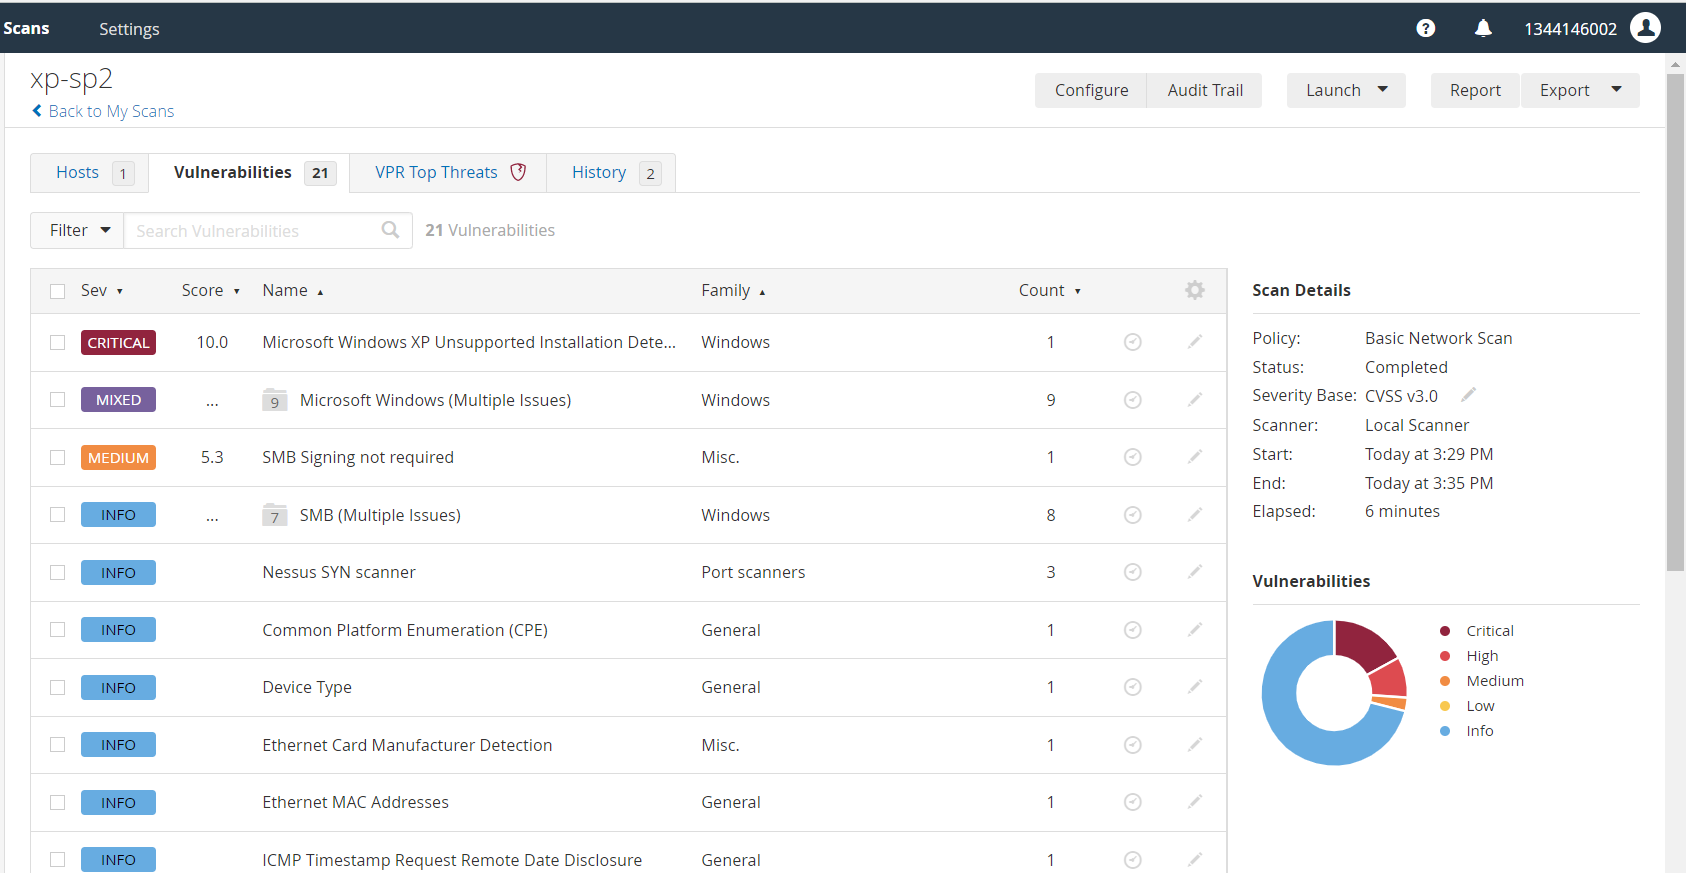 Scans Settings 1344146002
xp-sp2
Back to My Scans
Configure Audit Trail Launch Report Export
Hosts 1 Vulnerabilities 21 VPR Top Threats History 2
Filter Search Vulnerabilities 21 Vulnerabilities
Sev Score Name Family Count
CRITICAL 10.0 Microsoft Windows XP Unsupported Installation Dete... Windows 1
MIXED ... 9 Microsoft Windows (Multiple Issues) Windows 9
MEDIUM 5.3 SMB Signing not required Misc. 1
INFO ... 7 SMB (Multiple Issues) Windows 8
INFO Nessus SYN scanner Port scanners 3
INFO Common Platform Enumeration (CPE) General 1
INFO Device Type General 1
INFO Ethernet Card Manufacturer Detection Misc. 1
INFO Ethernet MAC Addresses General 1
INFO ICMP Timestamp Request Remote Date Disclosure General 1
Scan Details
Policy: Basic Network Scan
Status: Completed
Severity Base: CVSS v3.0
Scanner: Local Scanner
Start: Today at 3:29 PM
End: Today at 3:35 PM
Elapsed: 6 minutes
Vulnerabilities
Critical
High
Medium
Low
Info